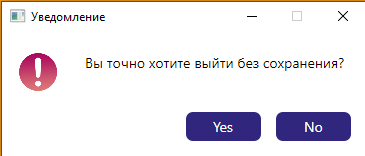 Уведомление
Вы точно хотите выйти без сохранения?
Yes No